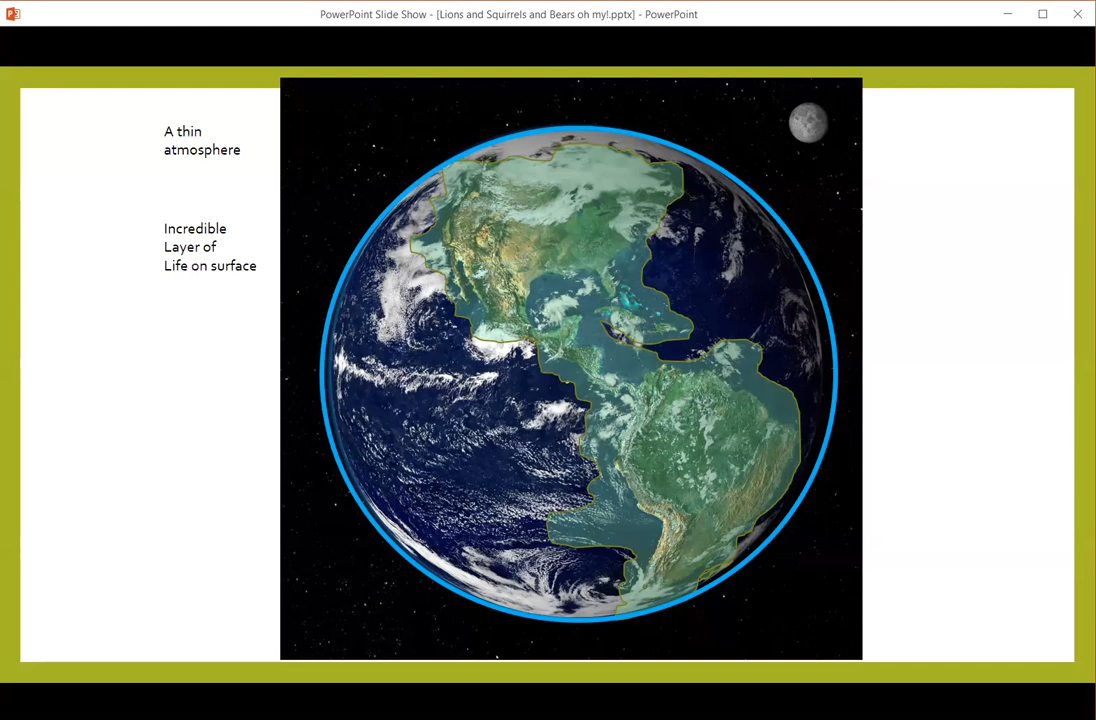 PowerPoint Slide Show - [Lions and Squirrels and Bears oh my!.pptx] - PowerPoint
A thin
atmosphere
Incredible
Layer of
Life on surface